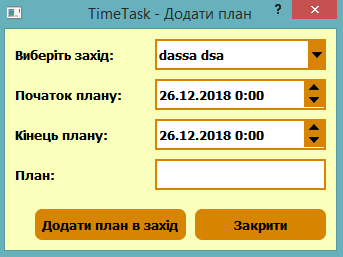 TimeTask - Додати план
?
Виберіть захід: dassa dsa
Початок плану: 26.12.2018 0:00
Кінець плану: 26.12.2018 0:00
План:
Додати план в захід Закрити